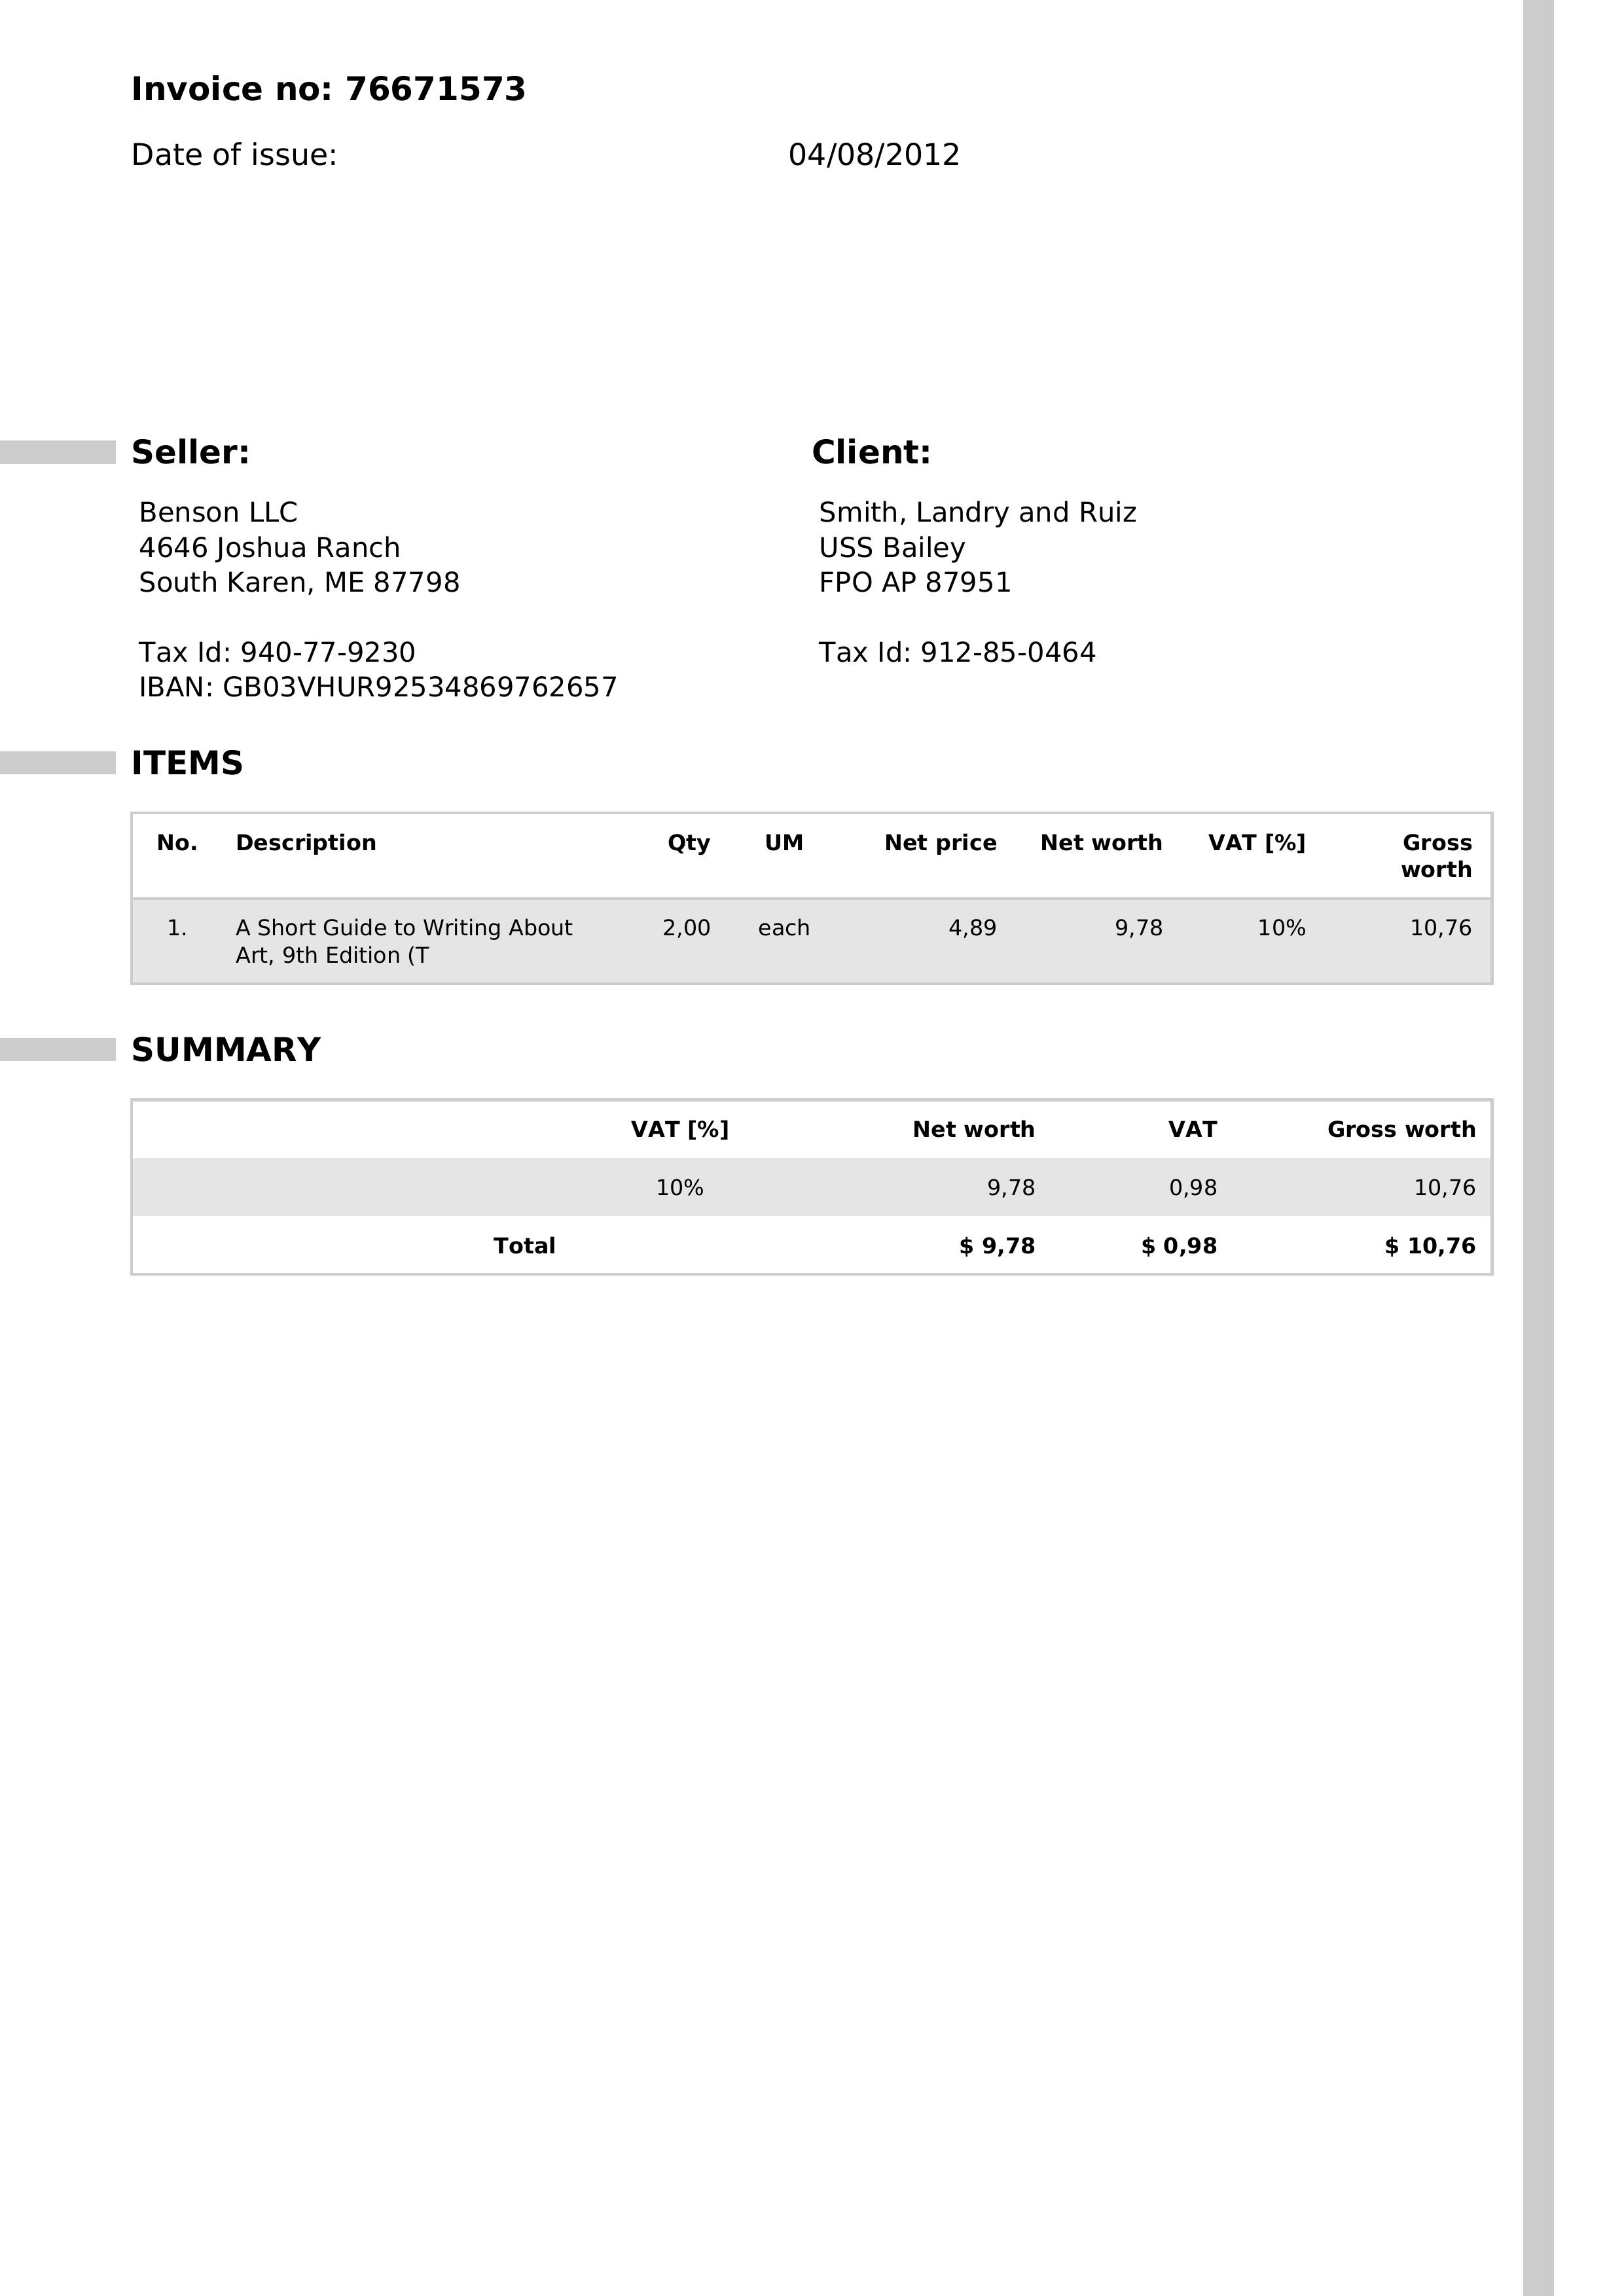 Invoice no: 76671573
Date of issue: 04/08/2012
Seller:
Benson LLC
4646 Joshua Ranch
South Karen, ME 87798
Tax Id: 940-77-9230
IBAN: GB03VHUR92534869762657
Client:
Smith, Landry and Ruiz
USS Bailey
FPO AP 87951
Tax Id: 912-85-0464
ITEMS
No. Description Qty UM Net price Net worth VAT [%] Gross
worth
1. A Short Guide to Writing About 2,00 each 4,89 9,78 10% 10,76
Art, 9th Edition (T
SUMMARY
VAT [%] Net worth VAT Gross worth
10% 9,78 0,98 10,76
Total $ 9,78 $ 0,98 $ 10,76